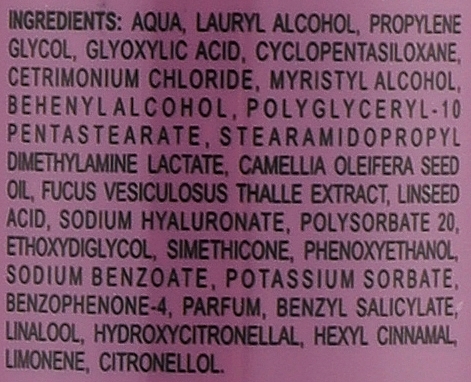 INGREDIENTS: AQUA, LAURYL ALCOHOL, PROPYLENE
GLYCOL, GLYOXYLIC ACID, CYCLOPENTASILOXANE,
CETRIMONIUM CHLORIDE, MYRISTYL ALCOHOL,
BEHENYL ALCOHOL, POLYGLYCERYL-10
PENTASTEARATE, STEARAMIDOPROPYL
DIMETHYLAMINE LACTATE, CAMELLIA OLEIFERA SEED
OIL, FUCUS VESICULOSUS THALLE EXTRACT, LINSEED
ACID, SODIUM HYALURONATE, POLYSORBATE 20,
ETHOXYDIGLYCOL, SIMETHICONE, PHENOXYETHANOL,
SODIUM BENZOATE, POTASSIUM SORBATE,
BENZOPHENONE-4, PARFUM, BENZYL SALICYLATE,
LINALOOL, HYDROXYCITRONELLAL, HEXYL CINNAMAL,
LIMONENE, CITRONELLOL.